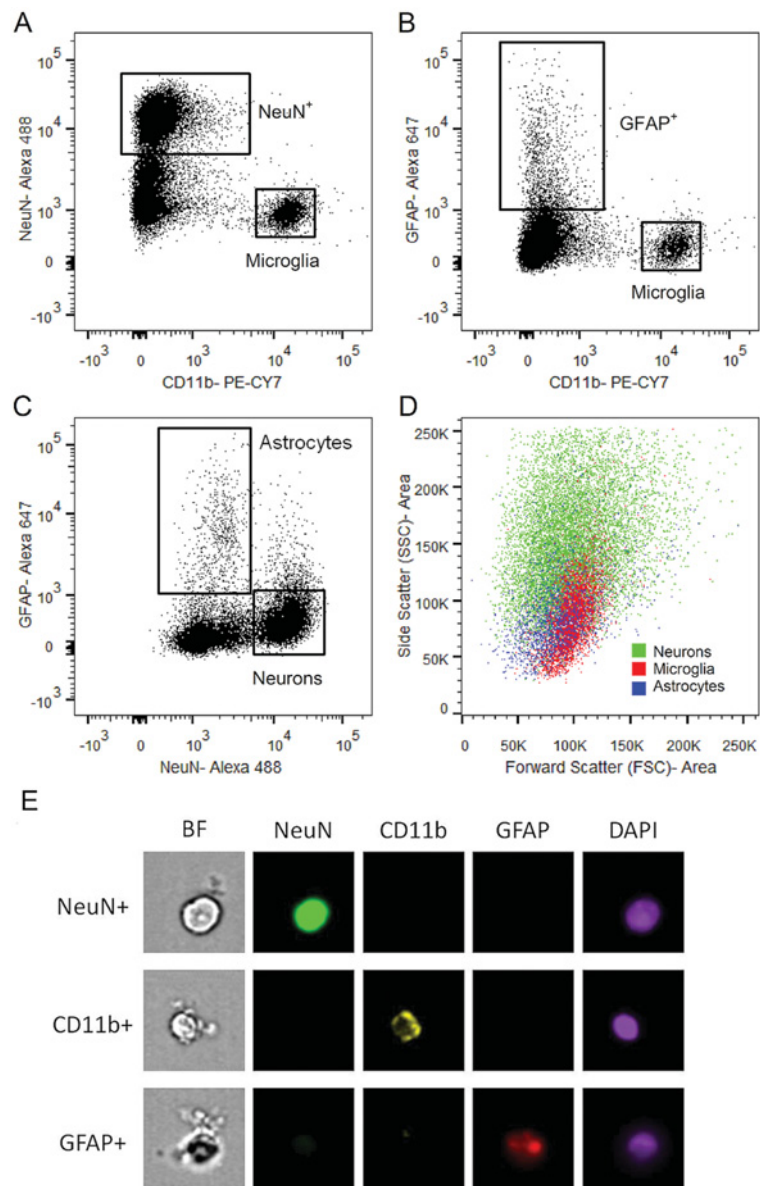 A
10^5
10^4
10^3
0
-10^3
NeuN- Alexa 488
NeuN+
Microglia
-10^3 0 10^3 10^4 10^5
CD11b- PE-CY7
B
10^5
10^4
10^3
0
-10^3
GFAP- Alexa 647
GFAP+
Microglia
-10^3 0 10^3 10^4 10^5
CD11b- PE-CY7
C
10^5
10^4
10^3
0
-10^3
GFAP- Alexa 647
Astrocytes
Neurons
-10^3 0 10^3 10^4 10^5
NeuN- Alexa 488
D
250K
200K
150K
100K
50K
0
Side Scatter (SSC)- Area
Neurons
Microglia
Astrocytes
0 50K 100K 150K 200K 250K
Forward Scatter (FSC)- Area
E
BF NeuN CD11b GFAP DAPI
NeuN+
CD11b+
GFAP+